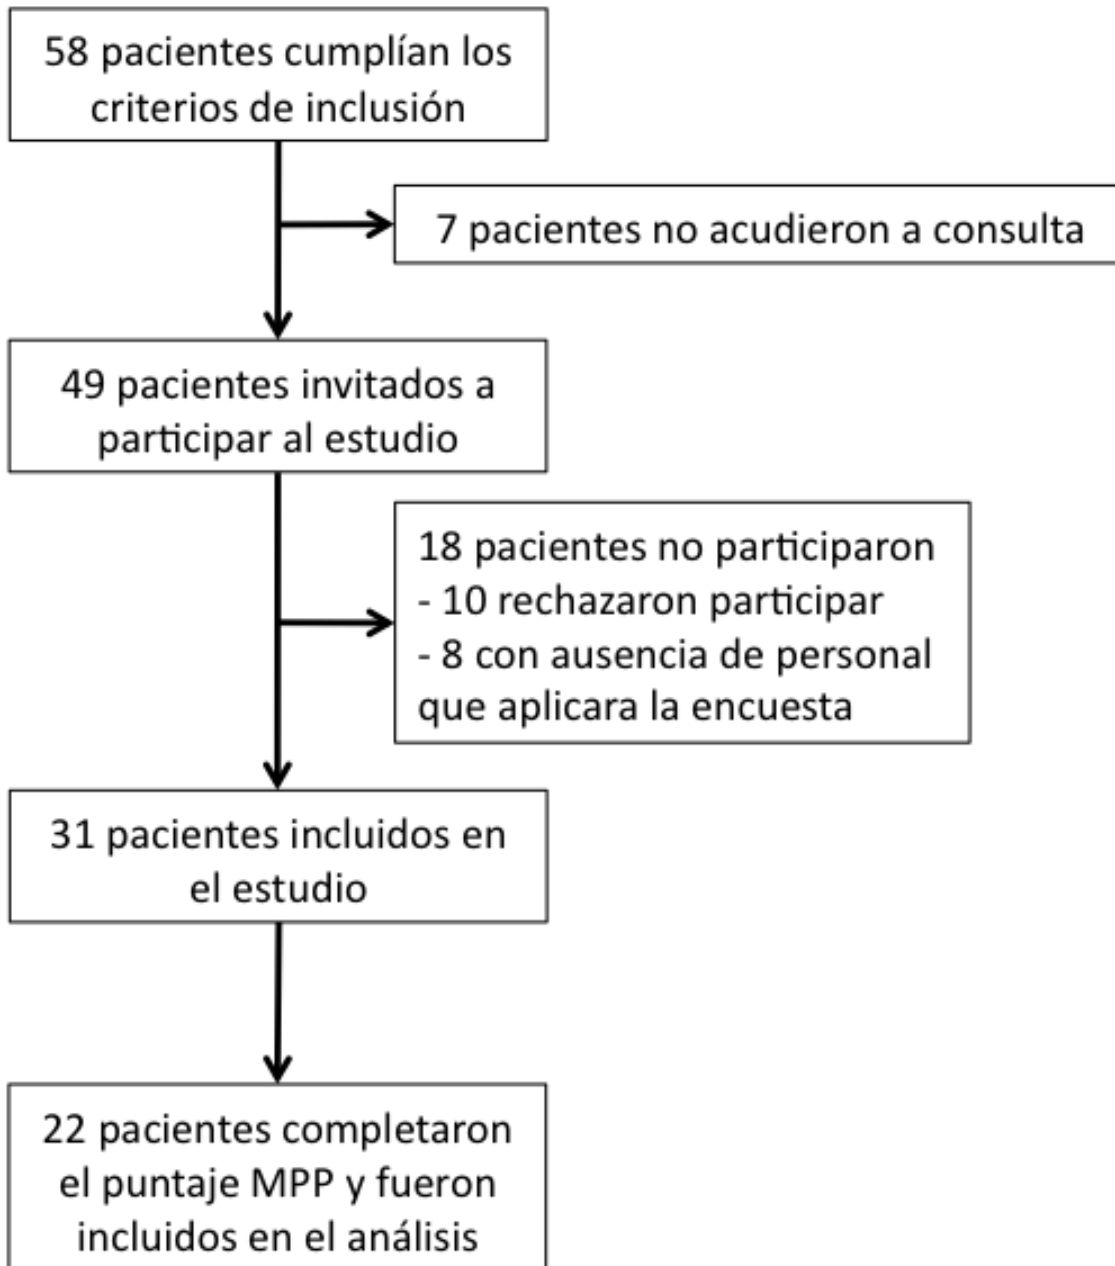 58 pacientes cumplían los
criterios de inclusión
7 pacientes no acudieron a consulta
49 pacientes invitados a
participar al estudio
18 pacientes no participaron
- 10 rechazaron participar
- 8 con ausencia de personal
que aplicara la encuesta
31 pacientes incluidos en
el estudio
22 pacientes completaron
el puntaje MPP y fueron
incluidos en el análisis